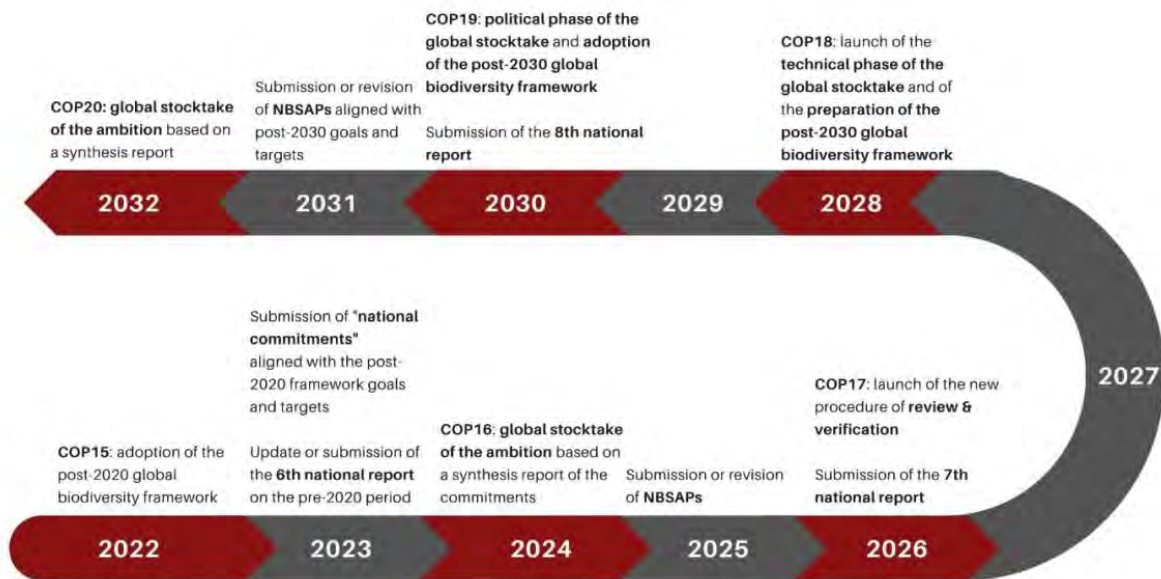 COP15: adoption of the
post-2020 global
biodiversity framework
2022
Submission of "national
commitments"
aligned with the post-
2020 framework goals
and targets
Update or submission of
the 6th national report
on the pre-2020 period
2023
COP16: global stocktake
of the ambition based on
a synthesis report of the
commitments
2024
Submission or revision
of NBSAPs
2025
COP17: launch of the new
procedure of review &
verification
Submission of the 7th
national report
2026
2027
COP18: launch of the
technical phase of the
global stocktake and of
the preparation of the
post-2030 global
biodiversity framework
2028
2029
COP19: political phase of the
global stocktake and adoption
of the post-2030 global
biodiversity framework
Submission of the 8th national
report
2030
Submission or revision
of NBSAPs aligned with
post-2030 goals and
targets
2031
COP20: global stocktake
of the ambition based on
a synthesis report
2032